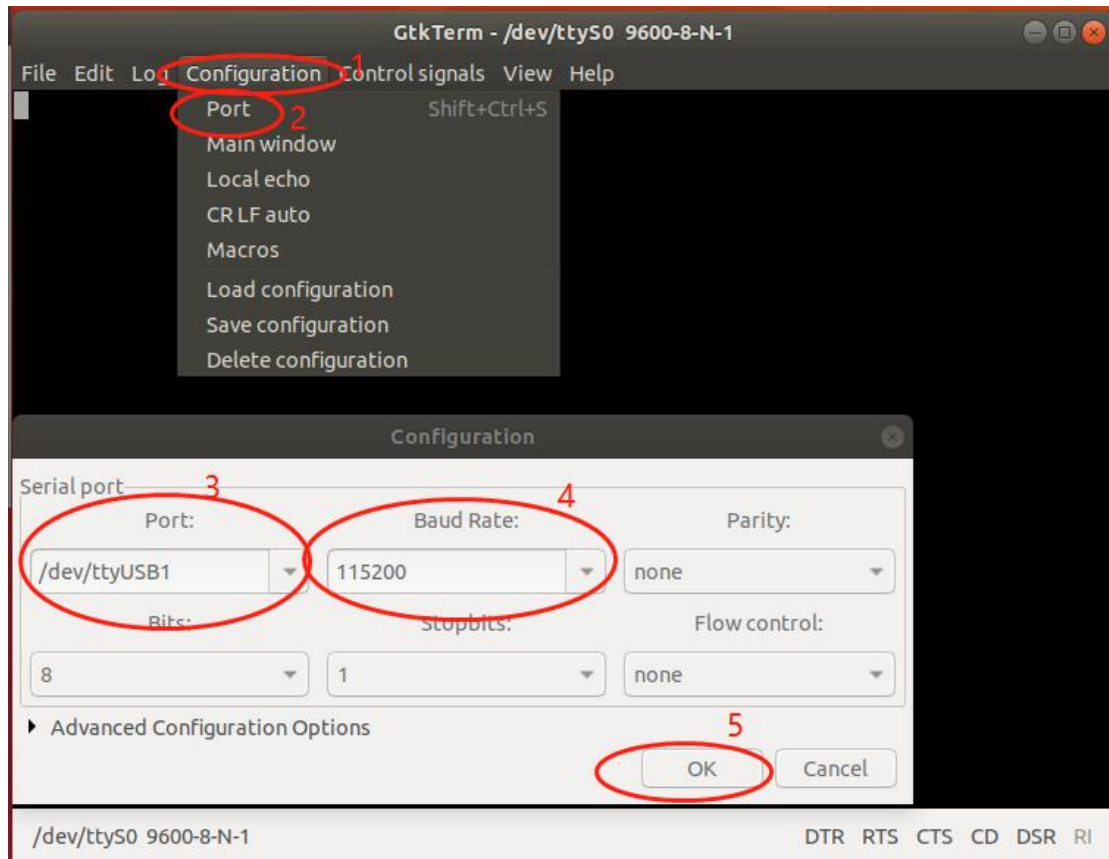 GtkTerm - /dev/ttyS0 9600-8-N-1
File Edit Log Configuration 1 Control signals View Help
Port 2 Shift+Ctrl+S
Main window
Local echo
CR LF auto
Macros
Load configuration
Save configuration
Delete configuration
Configuration
Serial port 3 4
Port: Baud Rate: Parity:
/dev/ttyUSB1 115200 none
Bits: Stopbits: Flow control:
8 1 none
Advanced Configuration Options 5
OK Cancel
/dev/ttyS0 9600-8-N-1 DTR RTS CTS CD DSR RI